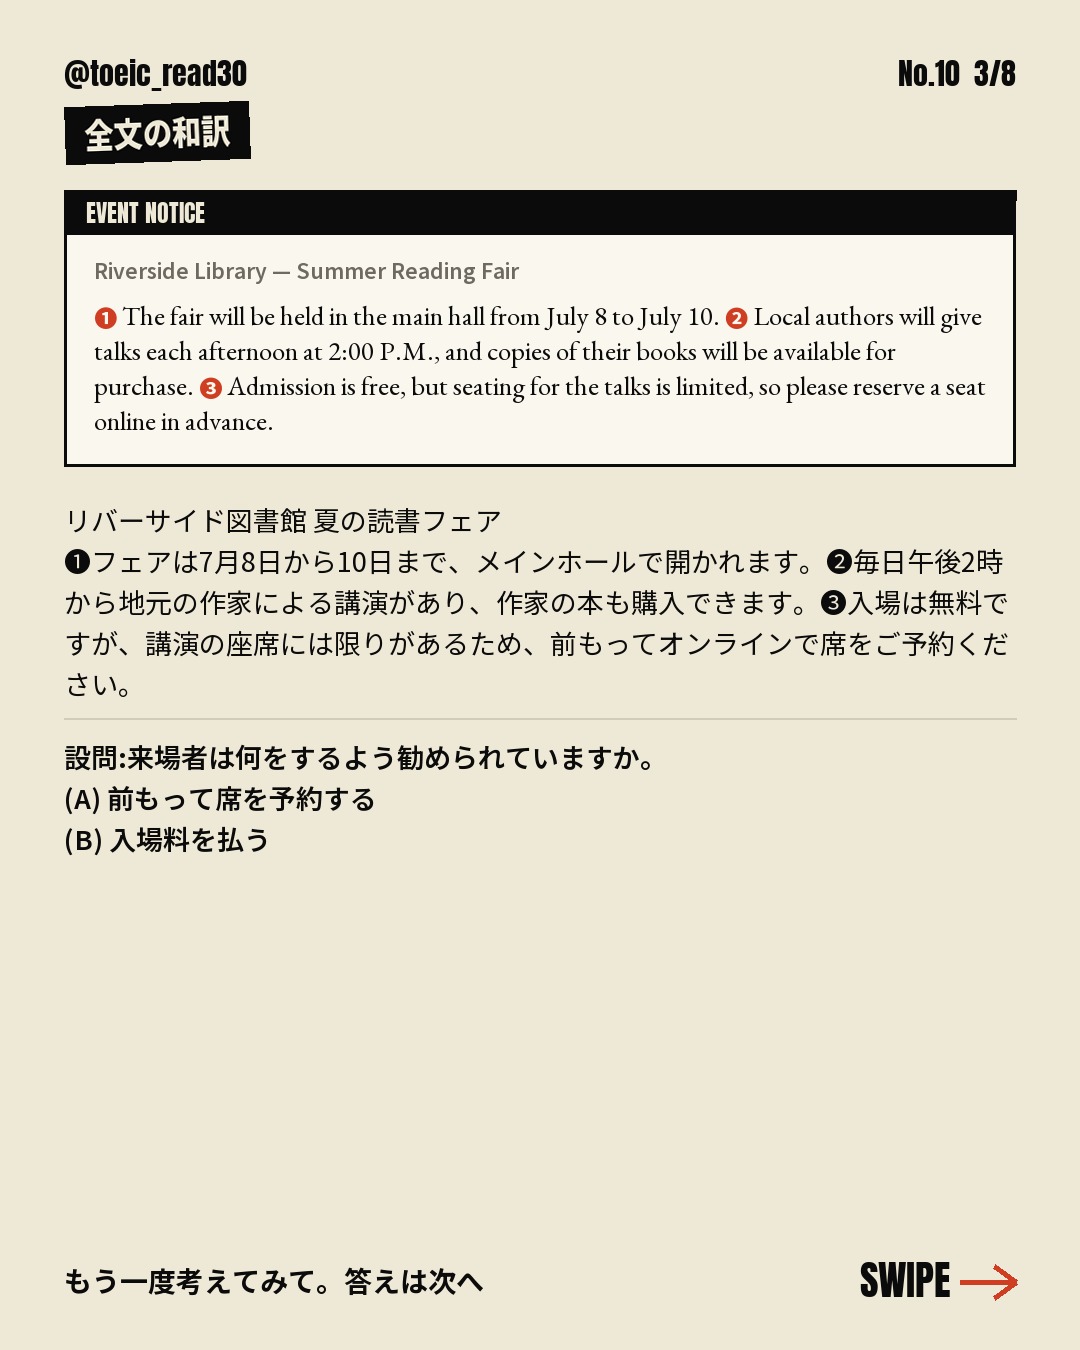 @toeic_read30
No.10 3/8
全文の和訳
EVENT NOTICE
Riverside Library — Summer Reading Fair
❶ The fair will be held in the main hall from July 8 to July 10. ❷ Local authors will give
talks each afternoon at 2:00 P.M., and copies of their books will be available for
purchase. ❸ Admission is free, but seating for the talks is limited, so please reserve a seat
online in advance.
リバーサイド図書館 夏の読書フェア
❶フェアは7月8日から10日まで、メインホールで開かれます。❷毎日午後2時
から地元の作家による講演があり、作家の本も購入できます。❸入場は無料で
すが、講演の座席には限りがあるため、前もってオンラインで席をご予約くだ
さい。
設問:来場者は何をするよう勧められていますか。
(A) 前もって席を予約する
(B) 入場料を払う
もう一度考えてみて。答えは次へ
SWIPE